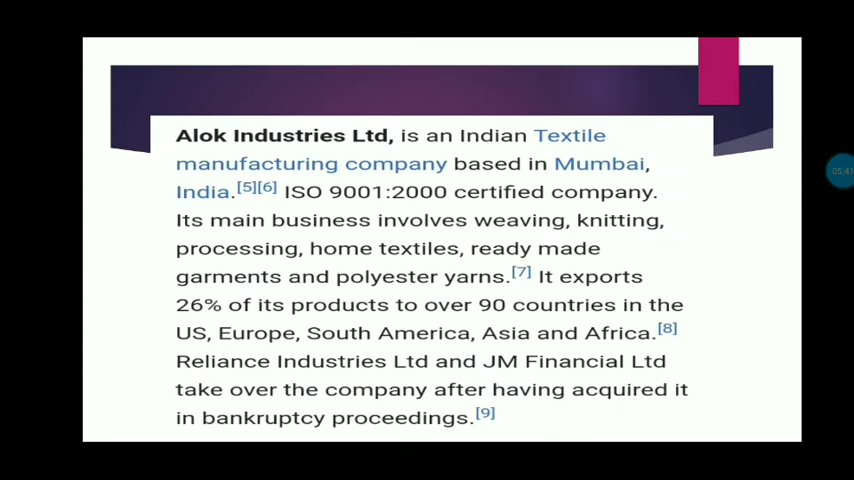 Alok Industries Ltd, is an Indian Textile
manufacturing company based in Mumbai,
India.[5][6] ISO 9001:2000 certified company.
Its main business involves weaving, knitting,
processing, home textiles, ready made
garments and polyester yarns.[7] It exports
26% of its products to over 90 countries in the
US, Europe, South America, Asia and Africa.[8]
Reliance Industries Ltd and JM Financial Ltd
take over the company after having acquired it
in bankruptcy proceedings.[9]
05:41